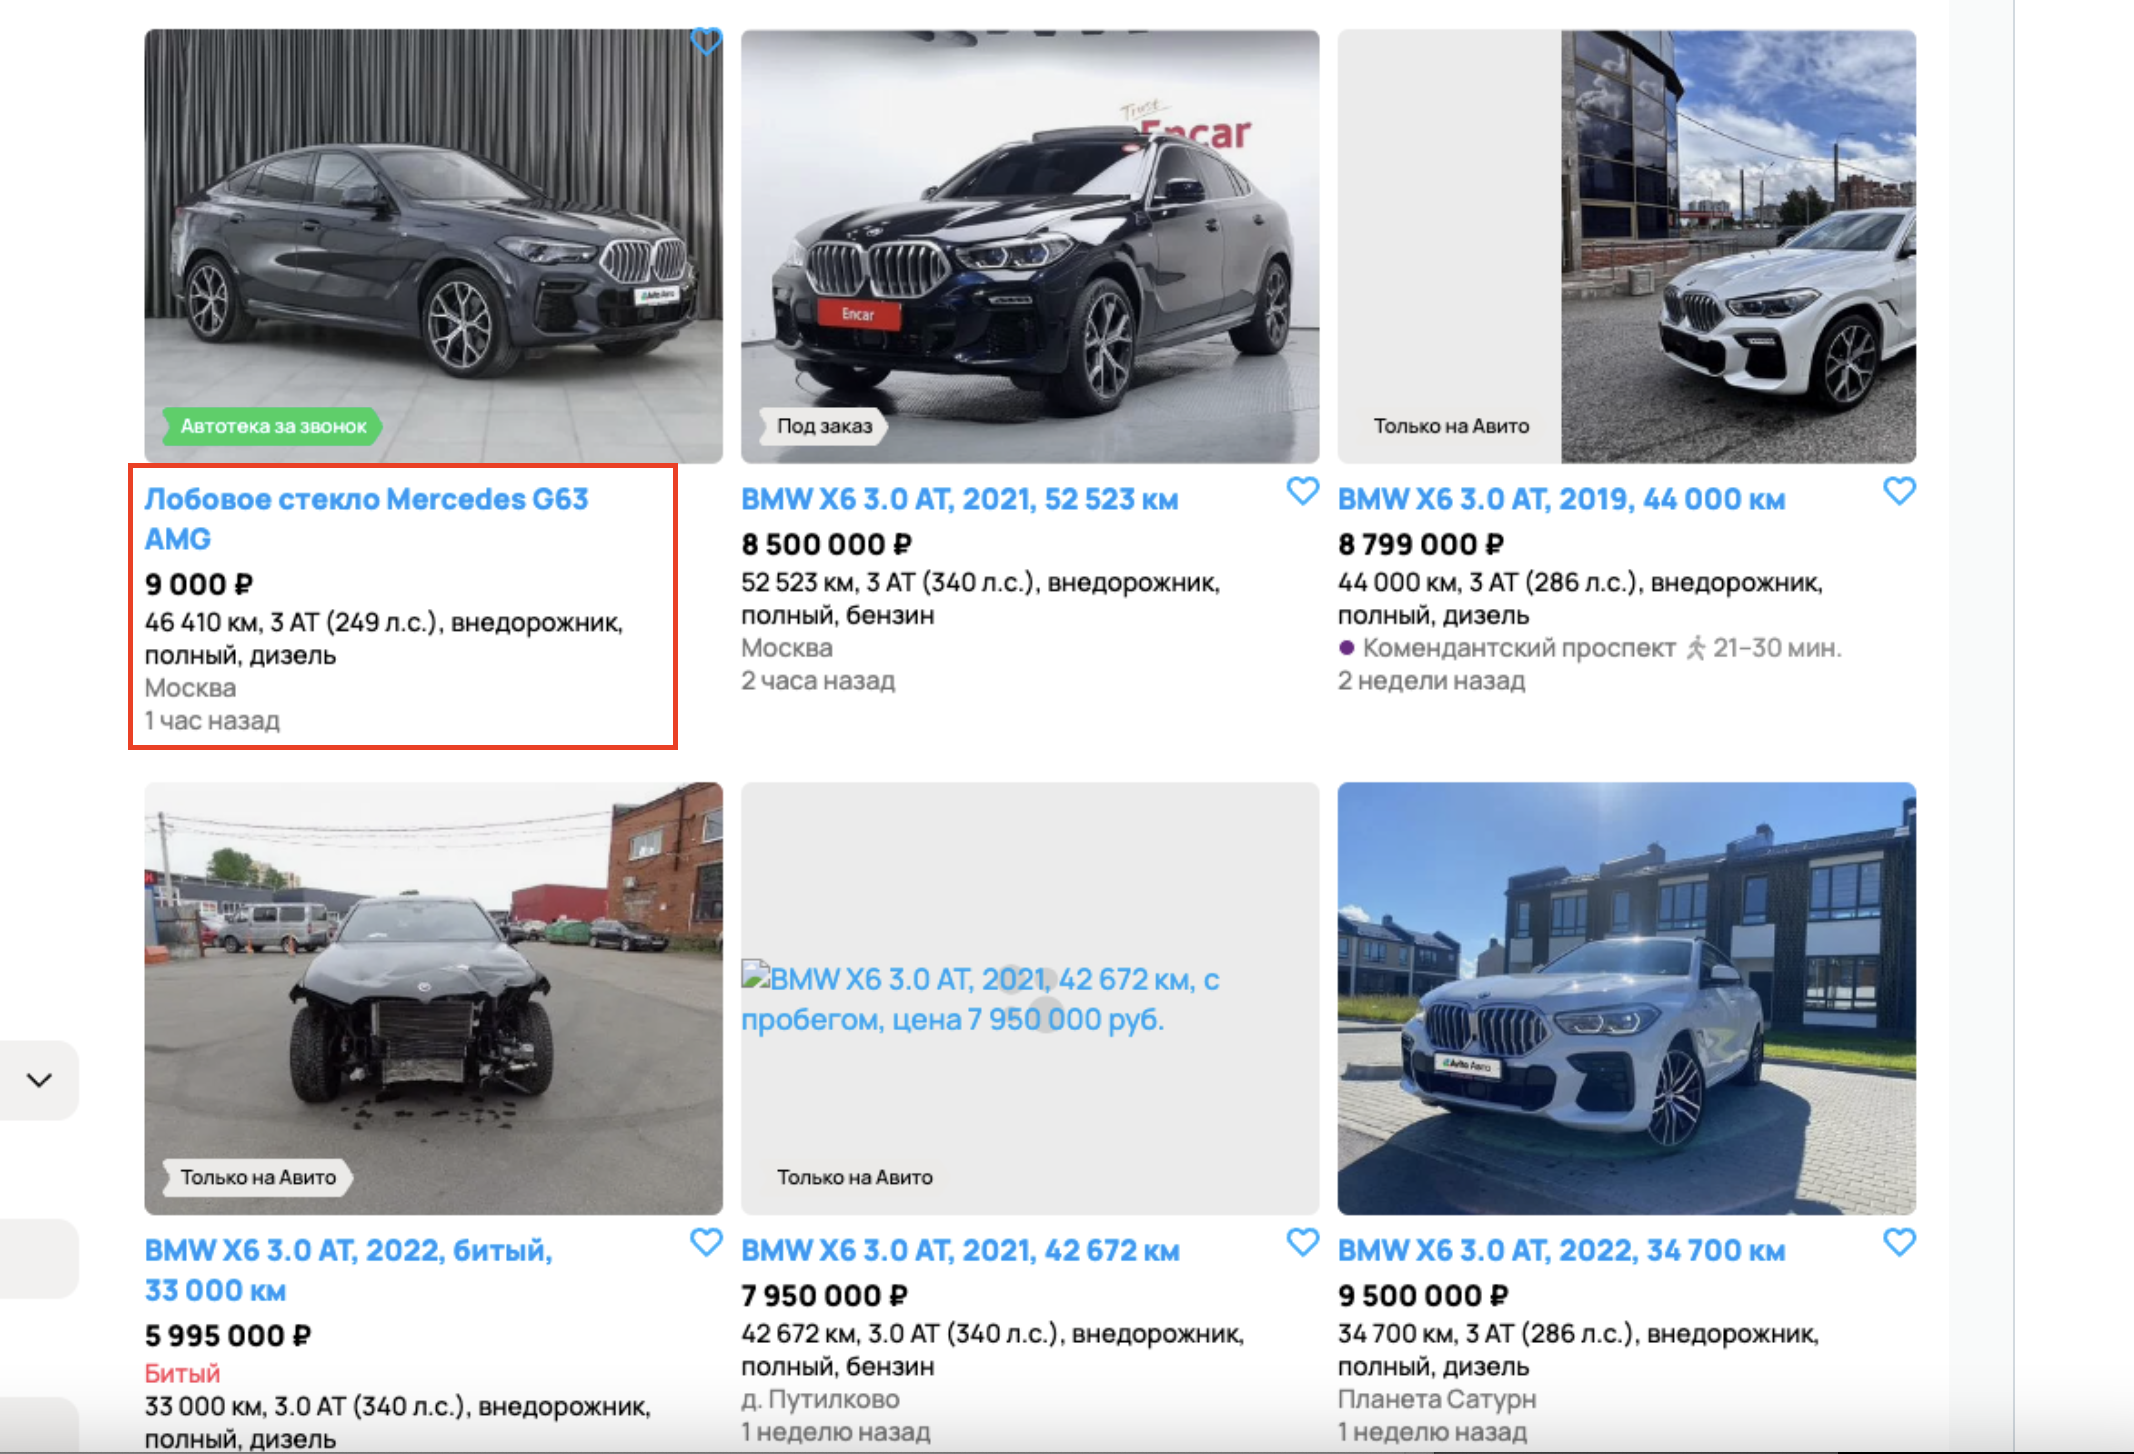 Trust
Encar
Encar
Avito Авто
Автотека за звонок
Под заказ
Только на Авито
Лобовое стекло Mercedes G63
AMG
9 000 ₽
46 410 км, 3 AT (249 л.с.), внедорожник,
полный, дизель
Москва
1 час назад
BMW X6 3.0 AT, 2021, 52 523 км
8 500 000 ₽
52 523 км, 3 AT (340 л.с.), внедорожник,
полный, бензин
Москва
2 часа назад
BMW X6 3.0 AT, 2019, 44 000 км
8 799 000 ₽
44 000 км, 3 AT (286 л.с.), внедорожник,
полный, дизель
Комендантский проспект 21–30 мин.
2 недели назад
BMW X6 3.0 AT, 2021, 42 672 км, с
пробегом, цена 7 950 000 руб.
Avito Авто
Только на Авито
Только на Авито
BMW X6 3.0 AT, 2022, битый,
33 000 км
5 995 000 ₽
Битый
33 000 км, 3.0 AT (340 л.с.), внедорожник,
полный, дизель
BMW X6 3.0 AT, 2021, 42 672 км
7 950 000 ₽
42 672 км, 3.0 AT (340 л.с.), внедорожник,
полный, бензин
д. Путилково
1 неделю назад
BMW X6 3.0 AT, 2022, 34 700 км
9 500 000 ₽
34 700 км, 3 AT (286 л.с.), внедорожник,
полный, дизель
Планета Сатурн
1 неделю назад